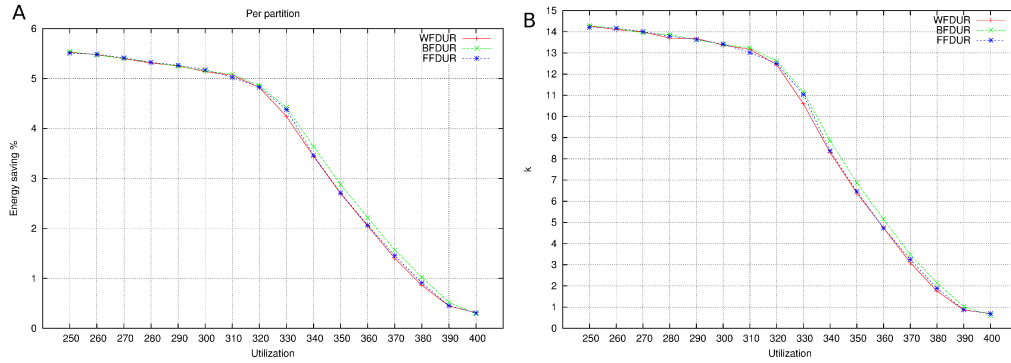 A
Per partition
WFDUR
BFDUR
FFDUR
6
5
4
3
2
1
0
Energy saving %
250 260 270 280 290 300 310 320 330 340 350 360 370 380 390 400
Utilization
B
WFDUR
BFDUR
FFDUR
15
14
13
12
11
10
9
8
7
6
5
4
3
2
1
0
k
250 260 270 280 290 300 310 320 330 340 350 360 370 380 390 400
Utilization